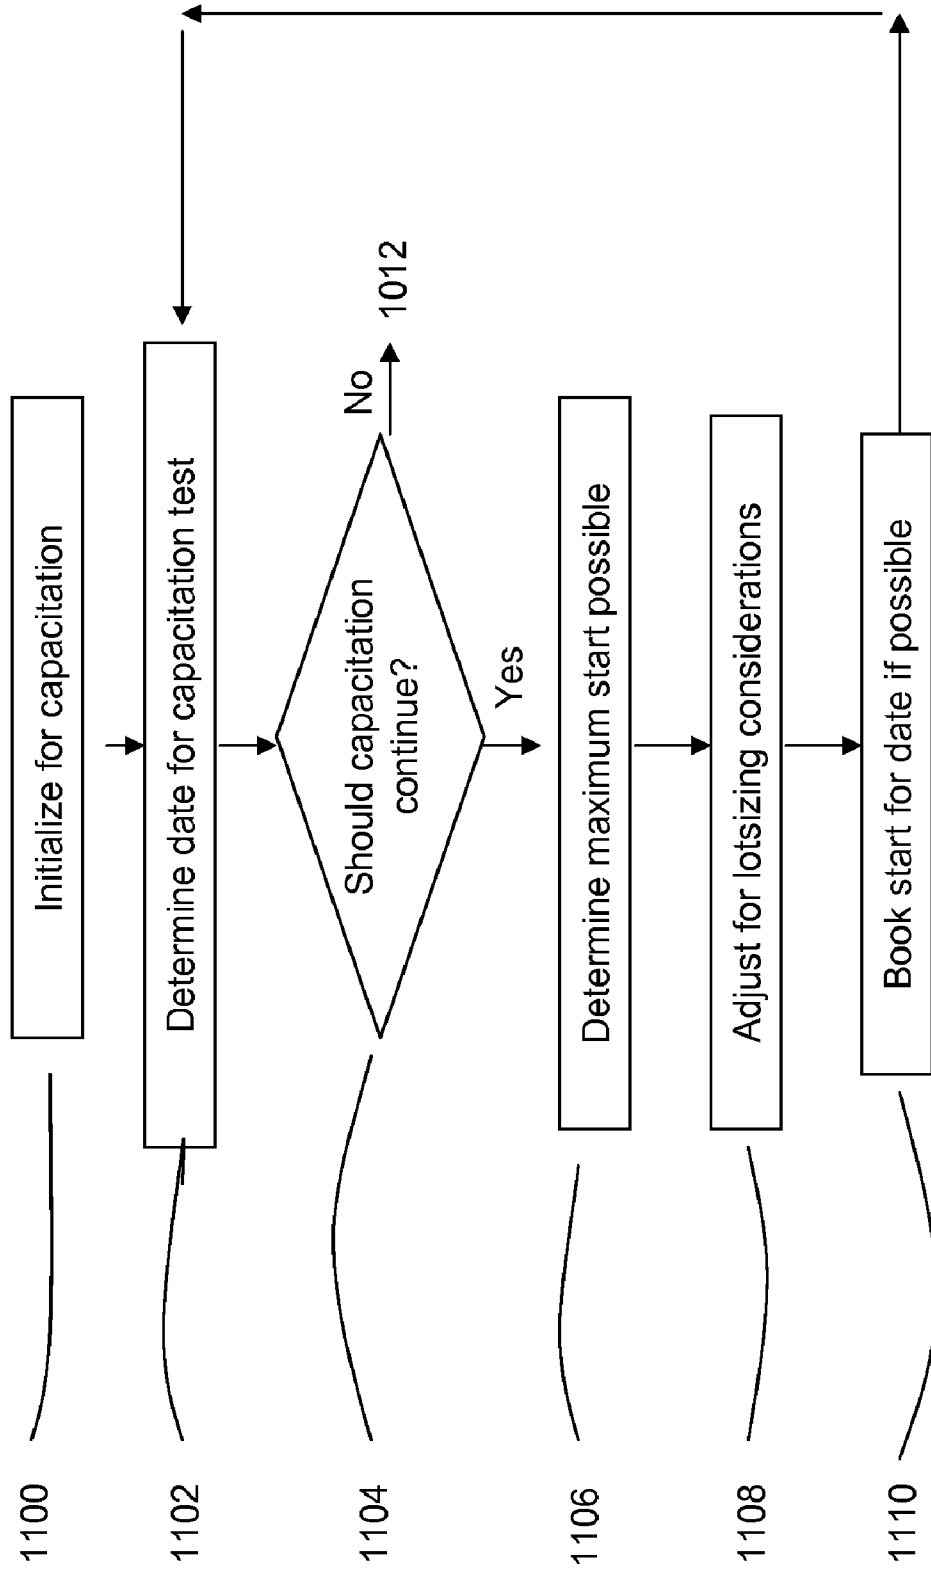 1100
Initialize for capacitation
1102
Determine date for capacitation test
1104
Should capacitation
continue?
No
1012
Yes
1106
Determine maximum start possible
1108
Adjust for lotsizing considerations
1110
Book start for date if possible